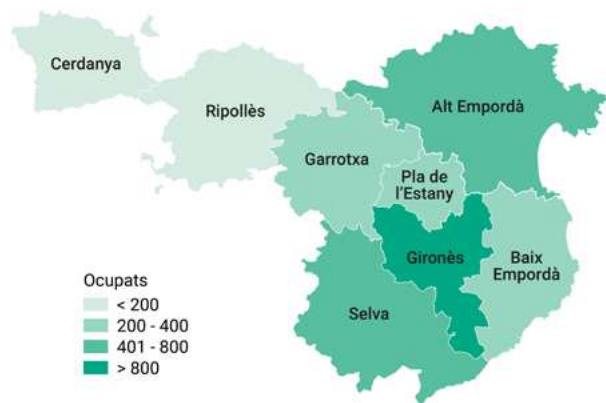 Cerdanya
Ripollès
Alt Empordà
Garrotxa
Pla de
l'Estany
Gironès
Baix
Empordà
Selva
Ocupats
< 200
200 - 400
401 - 800
> 800